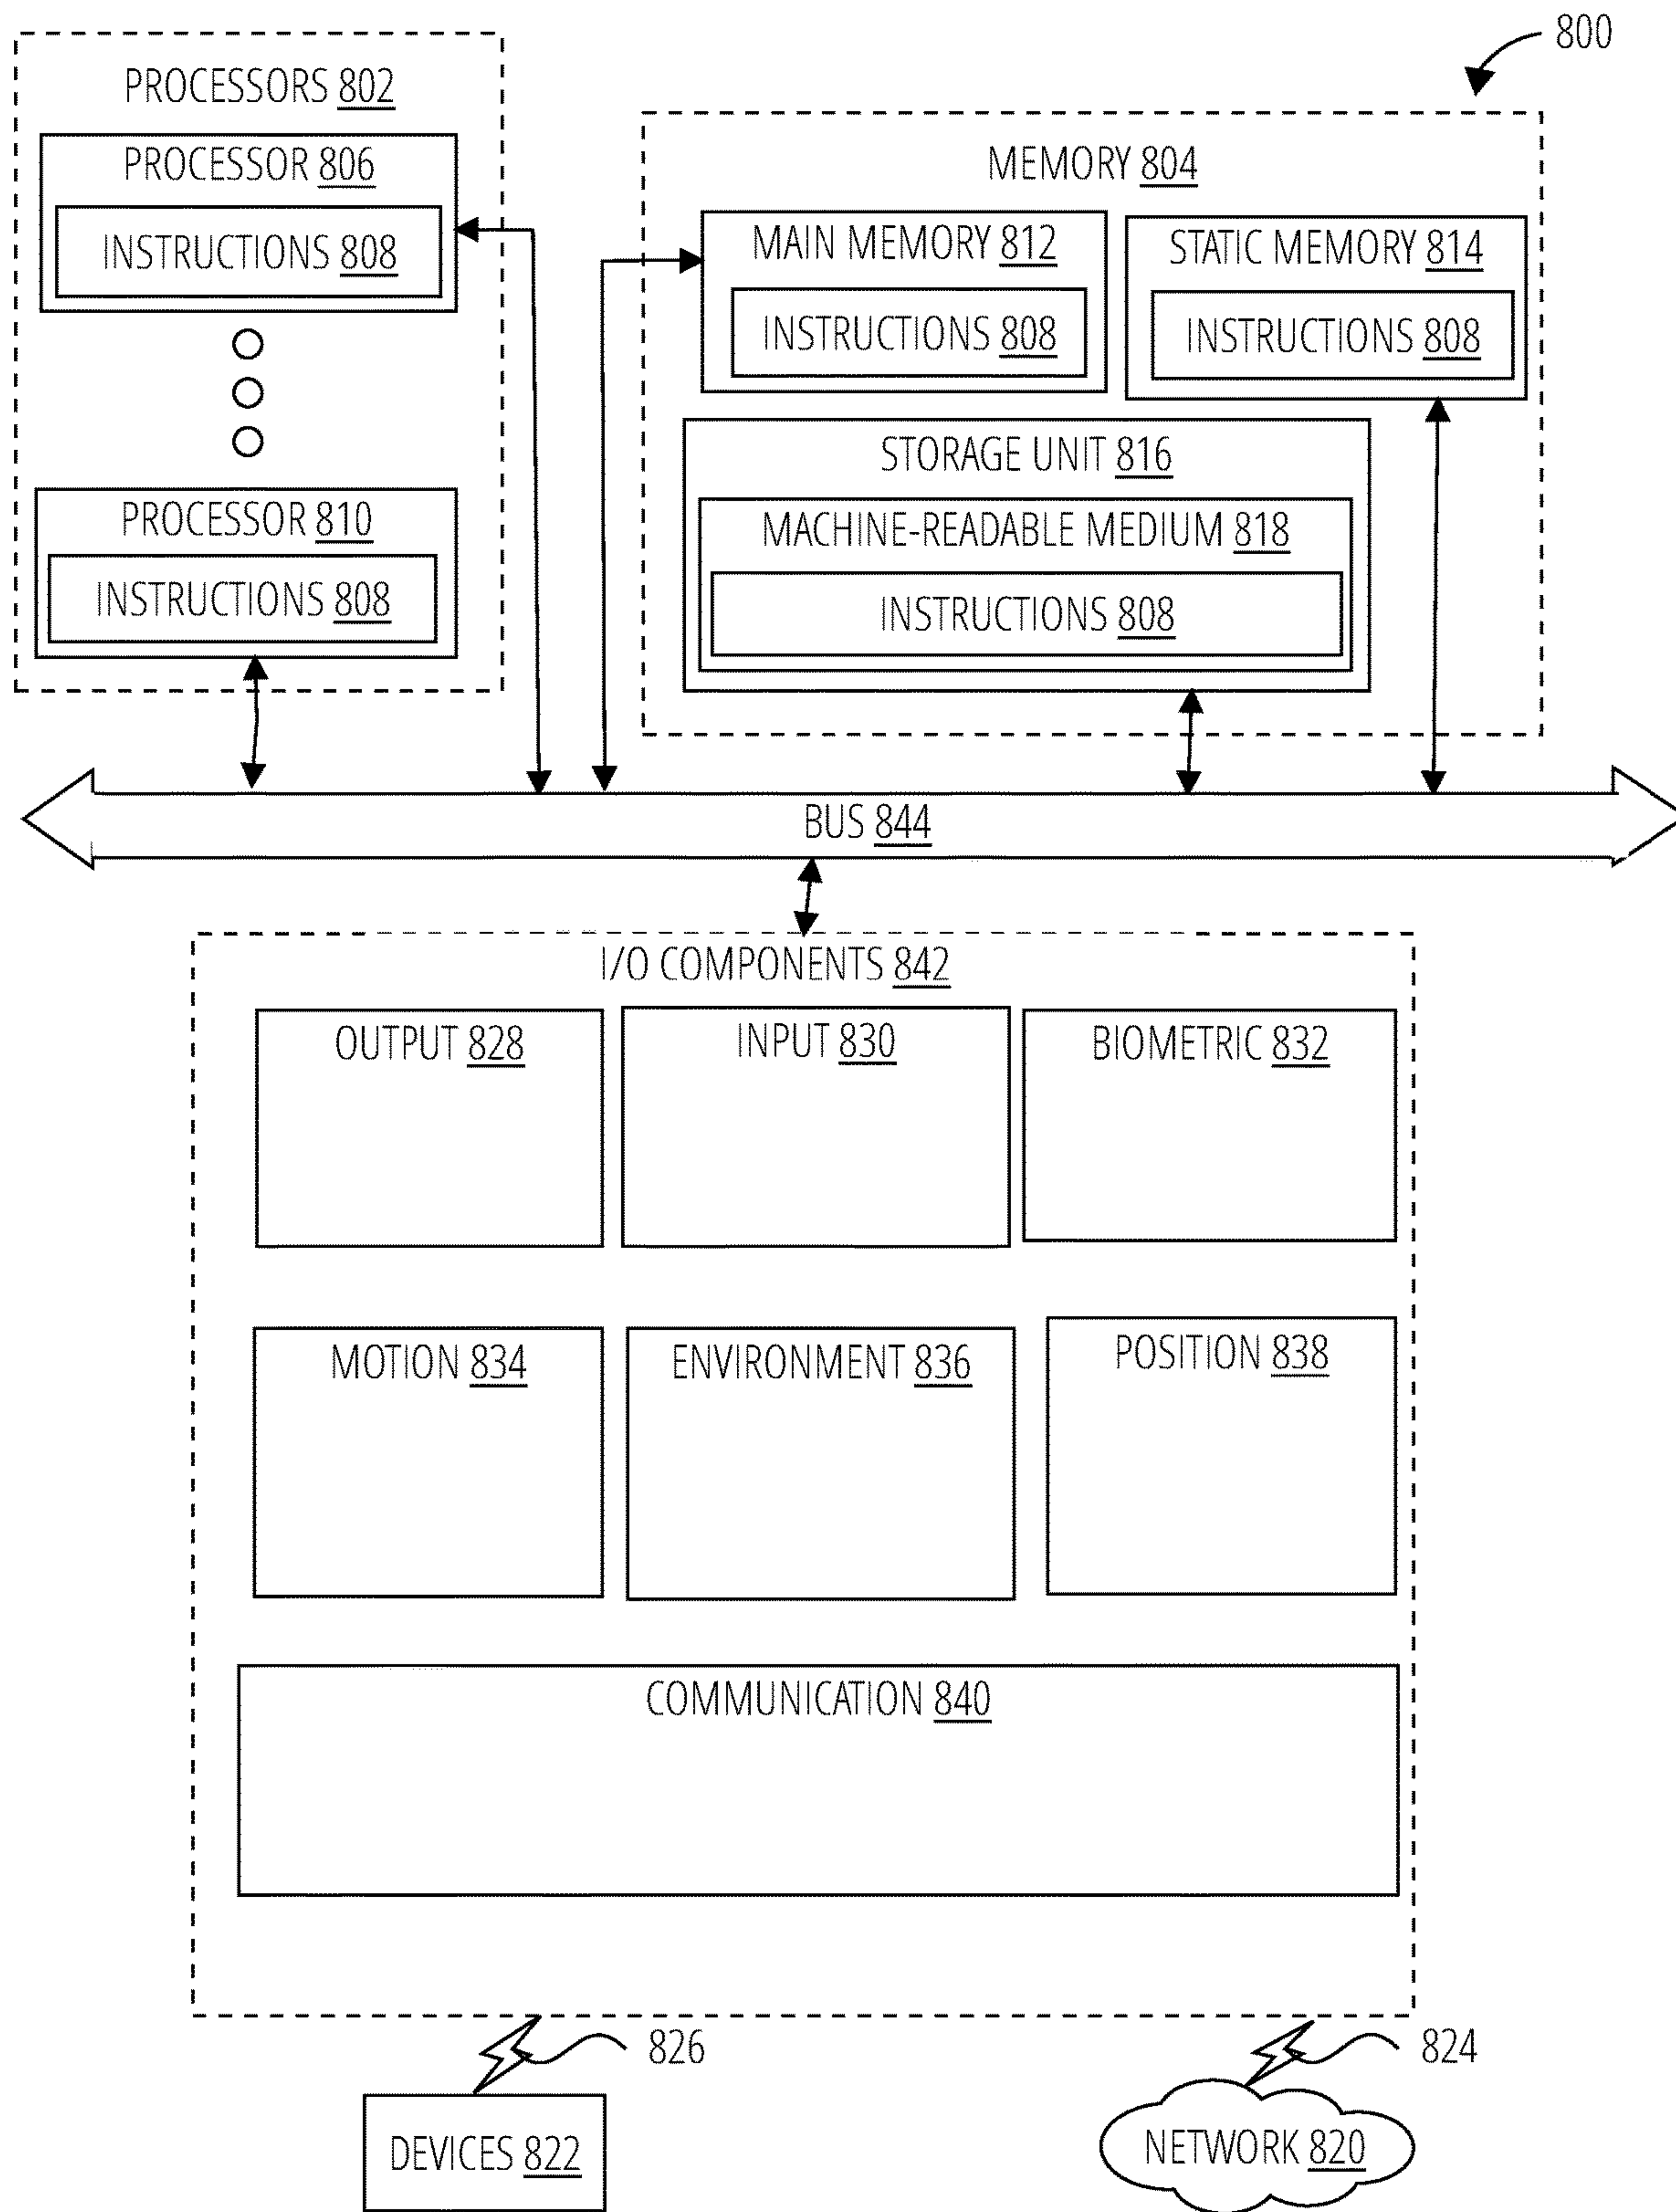 800
PROCESSORS 802
PROCESSOR 806
INSTRUCTIONS 808
PROCESSOR 810
INSTRUCTIONS 808
MEMORY 804
MAIN MEMORY 812
INSTRUCTIONS 808
STATIC MEMORY 814
INSTRUCTIONS 808
STORAGE UNIT 816
MACHINE-READABLE MEDIUM 818
INSTRUCTIONS 808
BUS 844
I/O COMPONENTS 842
OUTPUT 828
INPUT 830
BIOMETRIC 832
MOTION 834
ENVIRONMENT 836
POSITION 838
COMMUNICATION 840
826
824
DEVICES 822
NETWORK 820